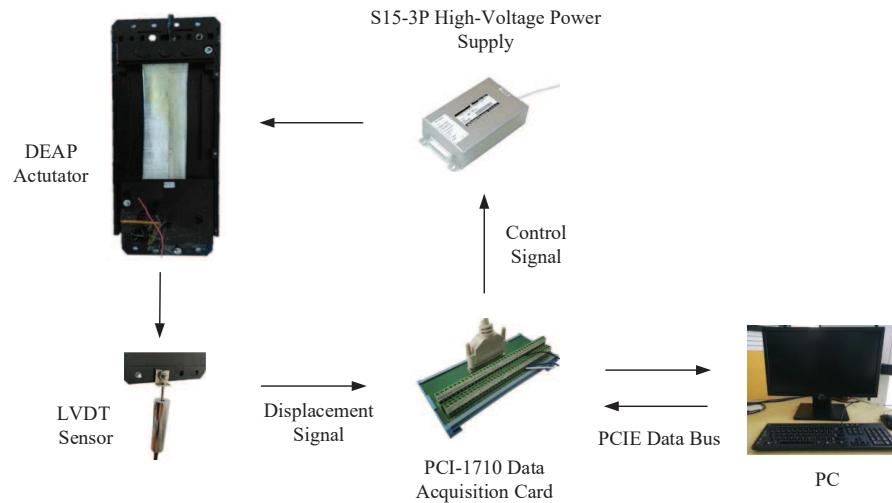 S15-3P High-Voltage Power
Supply
DEAP
Actutator
Control
Signal
LVDT
Sensor
Displacement
Signal
PCI-1710 Data
Acquisition Card
PCIE Data Bus
PC